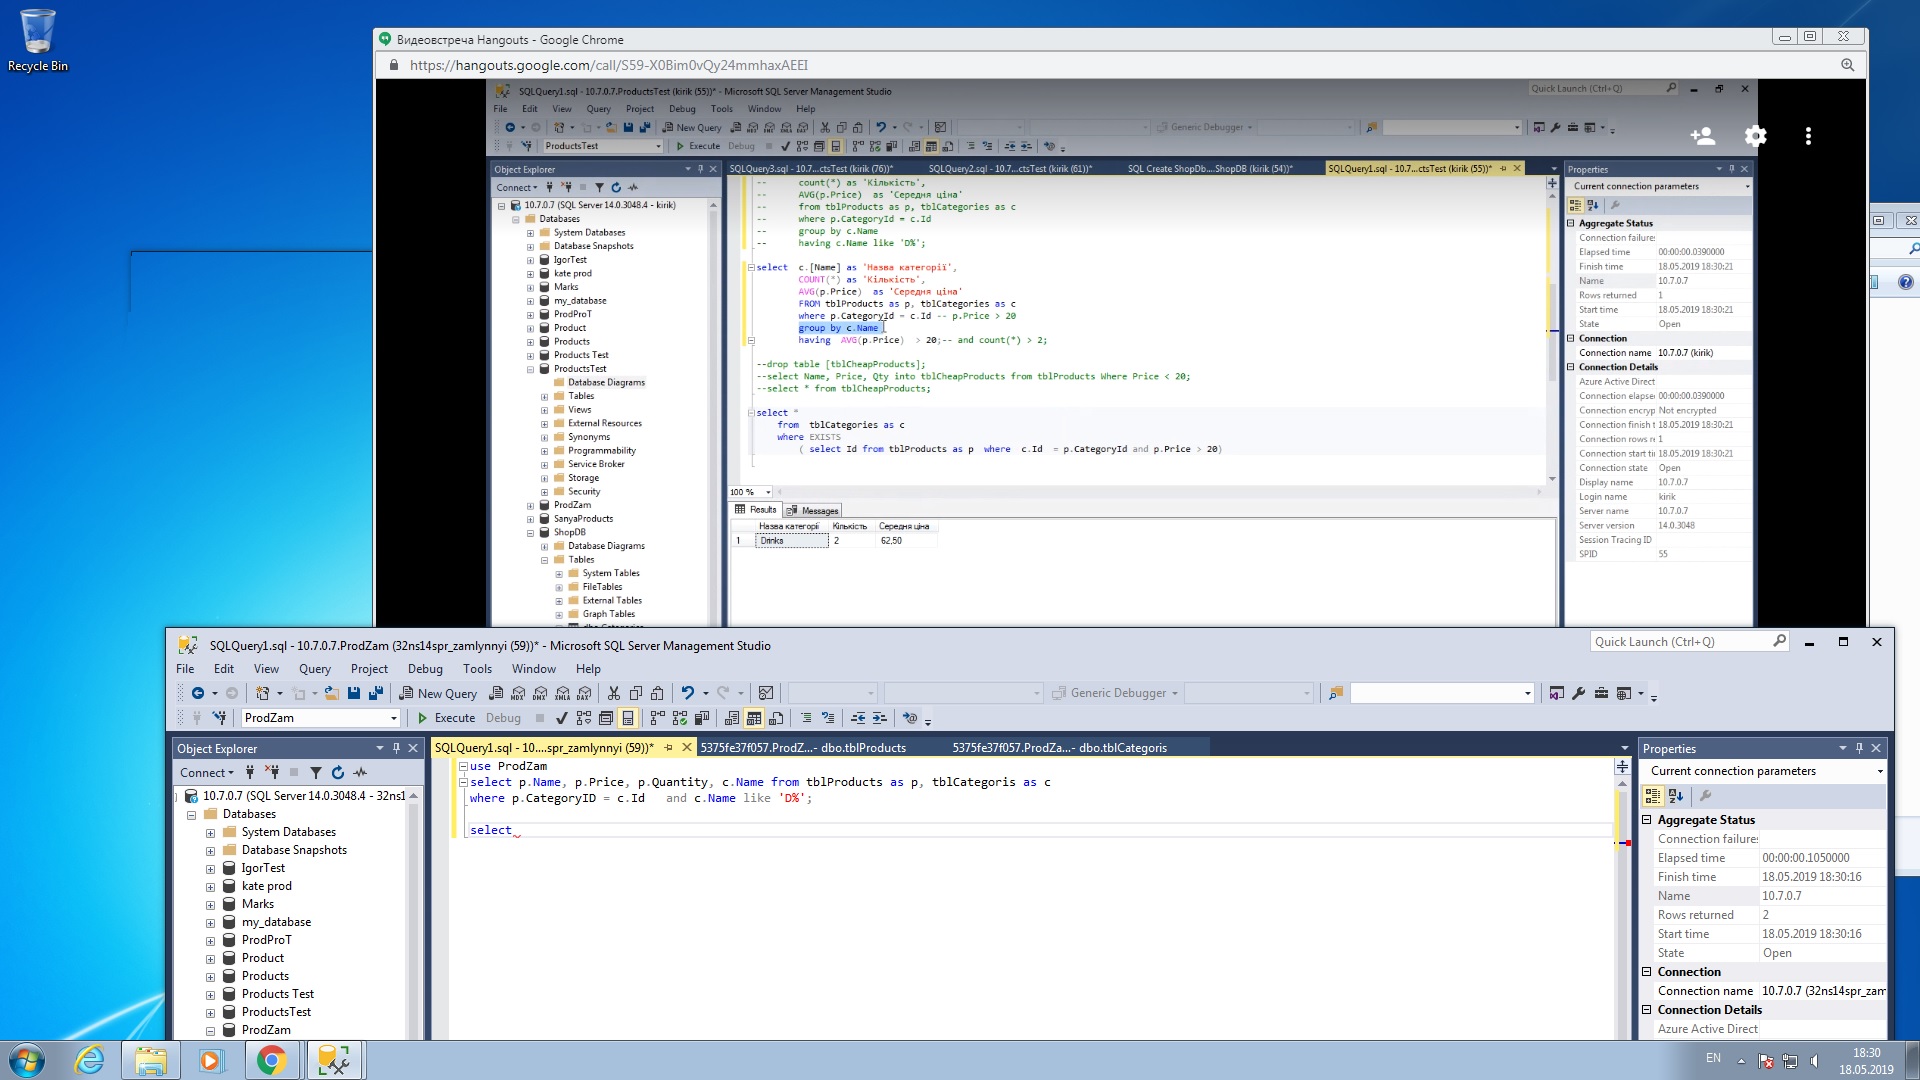 Recycle Bin
Видеовстреча Hangouts - Google Chrome
https://hangouts.google.com/call/S59-X0Bim0vQy24mmhaxAEEI
SQLQuery1.sql - 10.7.0.7.ProductsTest (kirik (55))* - Microsoft SQL Server Management Studio
Quick Launch (Ctrl+Q)
File Edit View Query Project Debug Tools Window Help
New Query
Generic Debugger
ProductsTest
Execute Debug
Object Explorer
SQLQuery3.sql - 10.7...ctsTest (kirik (76))*
SQLQuery2.sql - 10.7...ctsTest (kirik (61))*
SQL Create ShopDb....ShopDB (kirik (54))*
SQLQuery1.sql - 10.7...ctsTest (kirik (55))*
Connect
10.7.0.7 (SQL Server 14.0.3048.4 - kirik)
Databases
System Databases
Database Snapshots
IgorTest
kate prod
Marks
my_database
ProdProT
Product
Products
Products Test
ProductsTest
Database Diagrams
Tables
Views
External Resources
Synonyms
Programmability
Service Broker
Storage
Security
ProdZam
SanyaProducts
ShopDB
Database Diagrams
Tables
System Tables
FileTables
External Tables
Graph Tables
-- count(*) as 'Кількість',
-- AVG(p.Price) as 'Середня ціна'
-- from tblProducts as p, tblCategories as c
-- where p.CategoryId = c.Id
-- group by c.Name
-- having c.Name like 'D%';
select c.[Name] as 'Назва категорії',
COUNT(*) as 'Кількість',
AVG(p.Price) as 'Середня ціна'
FROM tblProducts as p, tblCategories as c
where p.CategoryId = c.Id -- p.Price > 20
group by c.Name
having AVG(p.Price) > 20;-- and count(*) > 2;
--drop table [tblCheapProducts];
--select Name, Price, Qty into tblCheapProducts from tblProducts Where Price < 20;
--select * from tblCheapProducts;
select *
from tblCategories as c
where EXISTS
( select Id from tblProducts as p where c.Id = p.CategoryId and p.Price > 20)
100 %
Results Messages
Назва категорії Кількість Середня ціна
1 Drinks 2 62,50
Properties
Current connection parameters
Aggregate Status
Connection failures
Elapsed time 00:00:00.0390000
Finish time 18.05.2019 18:30:21
Name 10.7.0.7
Rows returned 1
Start time 18.05.2019 18:30:21
State Open
Connection
Connection name 10.7.0.7 (kirik)
Connection Details
Azure Active Direct
Connection elapse 00:00:00.0390000
Connection encryp Not encrypted
Connection finish t 18.05.2019 18:30:21
Connection rows r 1
Connection start ti 18.05.2019 18:30:21
Connection state Open
Display name 10.7.0.7
Login name kirik
Server name 10.7.0.7
Server version 14.0.3048
Session Tracing ID
SPID 55
SQLQuery1.sql - 10.7.0.7.ProdZam (32ns14spr_zamlynnyi (59))* - Microsoft SQL Server Management Studio
Quick Launch (Ctrl+Q)
File Edit View Query Project Debug Tools Window Help
New Query
MDX DMX XMLA DAX
Generic Debugger
ProdZam
Execute Debug
Object Explorer
SQLQuery1.sql - 10....spr_zamlynnyi (59))*
5375fe37f057.ProdZ...- dbo.tblProducts
5375fe37f057.ProdZa...- dbo.tblCategoris
Connect
10.7.0.7 (SQL Server 14.0.3048.4 - 32ns1
Databases
System Databases
Database Snapshots
IgorTest
kate prod
Marks
my_database
ProdProT
Product
Products
Products Test
ProductsTest
ProdZam
use ProdZam
select p.Name, p.Price, p.Quantity, c.Name from tblProducts as p, tblCategoris as c
where p.CategoryID = c.Id and c.Name like 'D%';
select
Properties
Current connection parameters
Aggregate Status
Connection failures
Elapsed time 00:00:00.1050000
Finish time 18.05.2019 18:30:16
Name 10.7.0.7
Rows returned 2
Start time 18.05.2019 18:30:16
State Open
Connection
Connection name 10.7.0.7 (32ns14spr_zam
Connection Details
Azure Active Direct
EN
18:30
18.05.2019